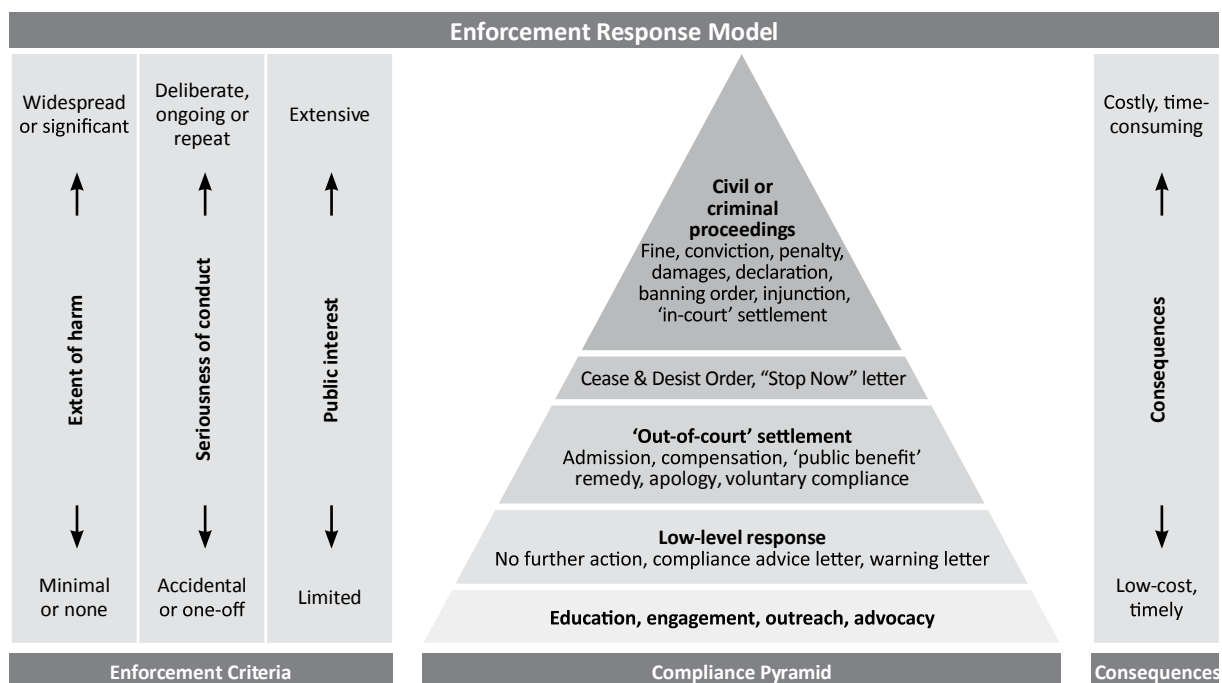 Enforcement Response Model
Widespread
or significant
Extent of harm
Minimal
or none
Deliberate,
ongoing or
repeat
Seriousness of conduct
Accidental
or one-off
Extensive
Public interest
Limited
Enforcement Criteria
Civil or
criminal
proceedings
Fine, conviction, penalty,
damages, declaration,
banning order, injunction,
‘in-court’ settlement
Cease & Desist Order, “Stop Now” letter
‘Out-of-court’ settlement
Admission, compensation, ‘public benefit’
remedy, apology, voluntary compliance
Low-level response
No further action, compliance advice letter, warning letter
Education, engagement, outreach, advocacy
Compliance Pyramid
Costly, time-
consuming
Consequences
Low-cost,
timely
Consequences